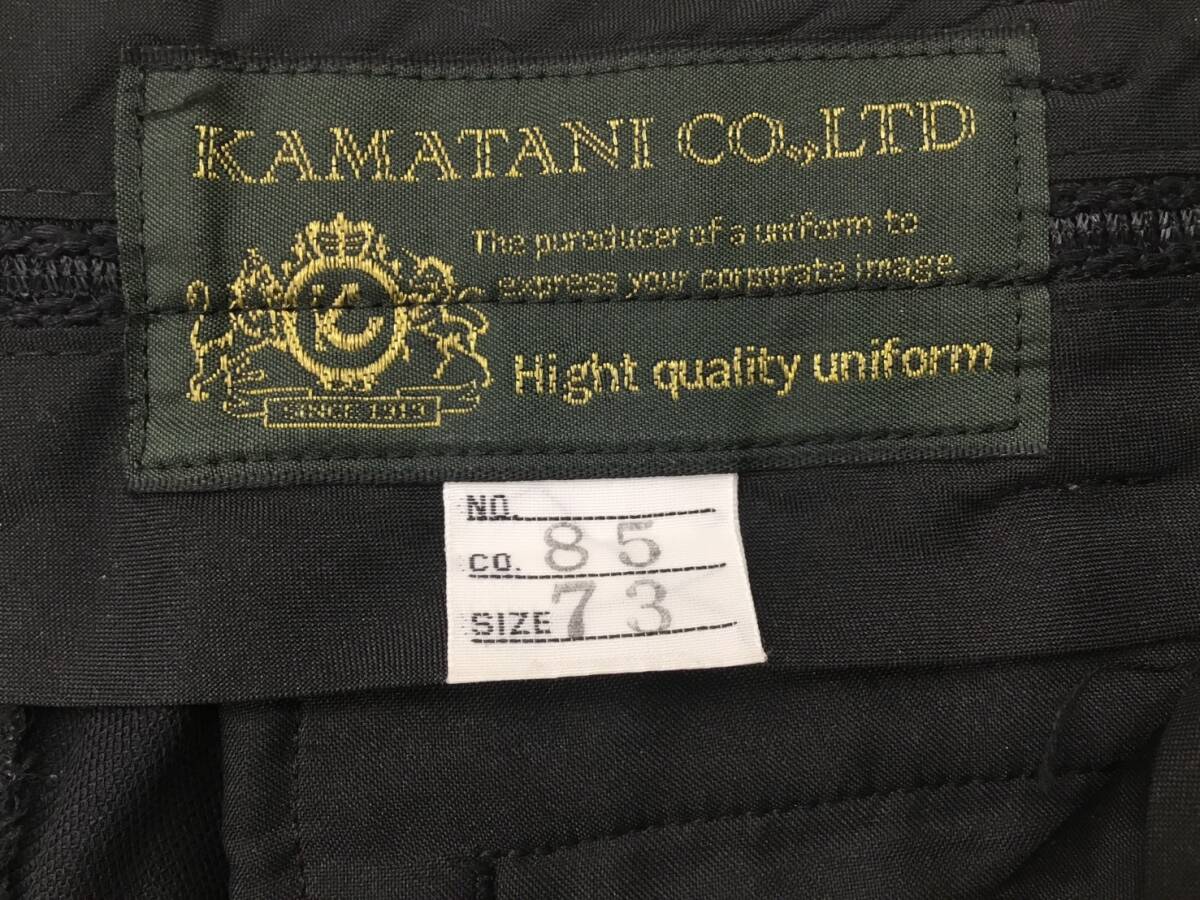 KAMATANI CO.,LTD
The puroducer of a uniform to
express your corporate image
KC
Hight quality uniform
SINCE 1919
NO.
CO. 85
SIZE 73